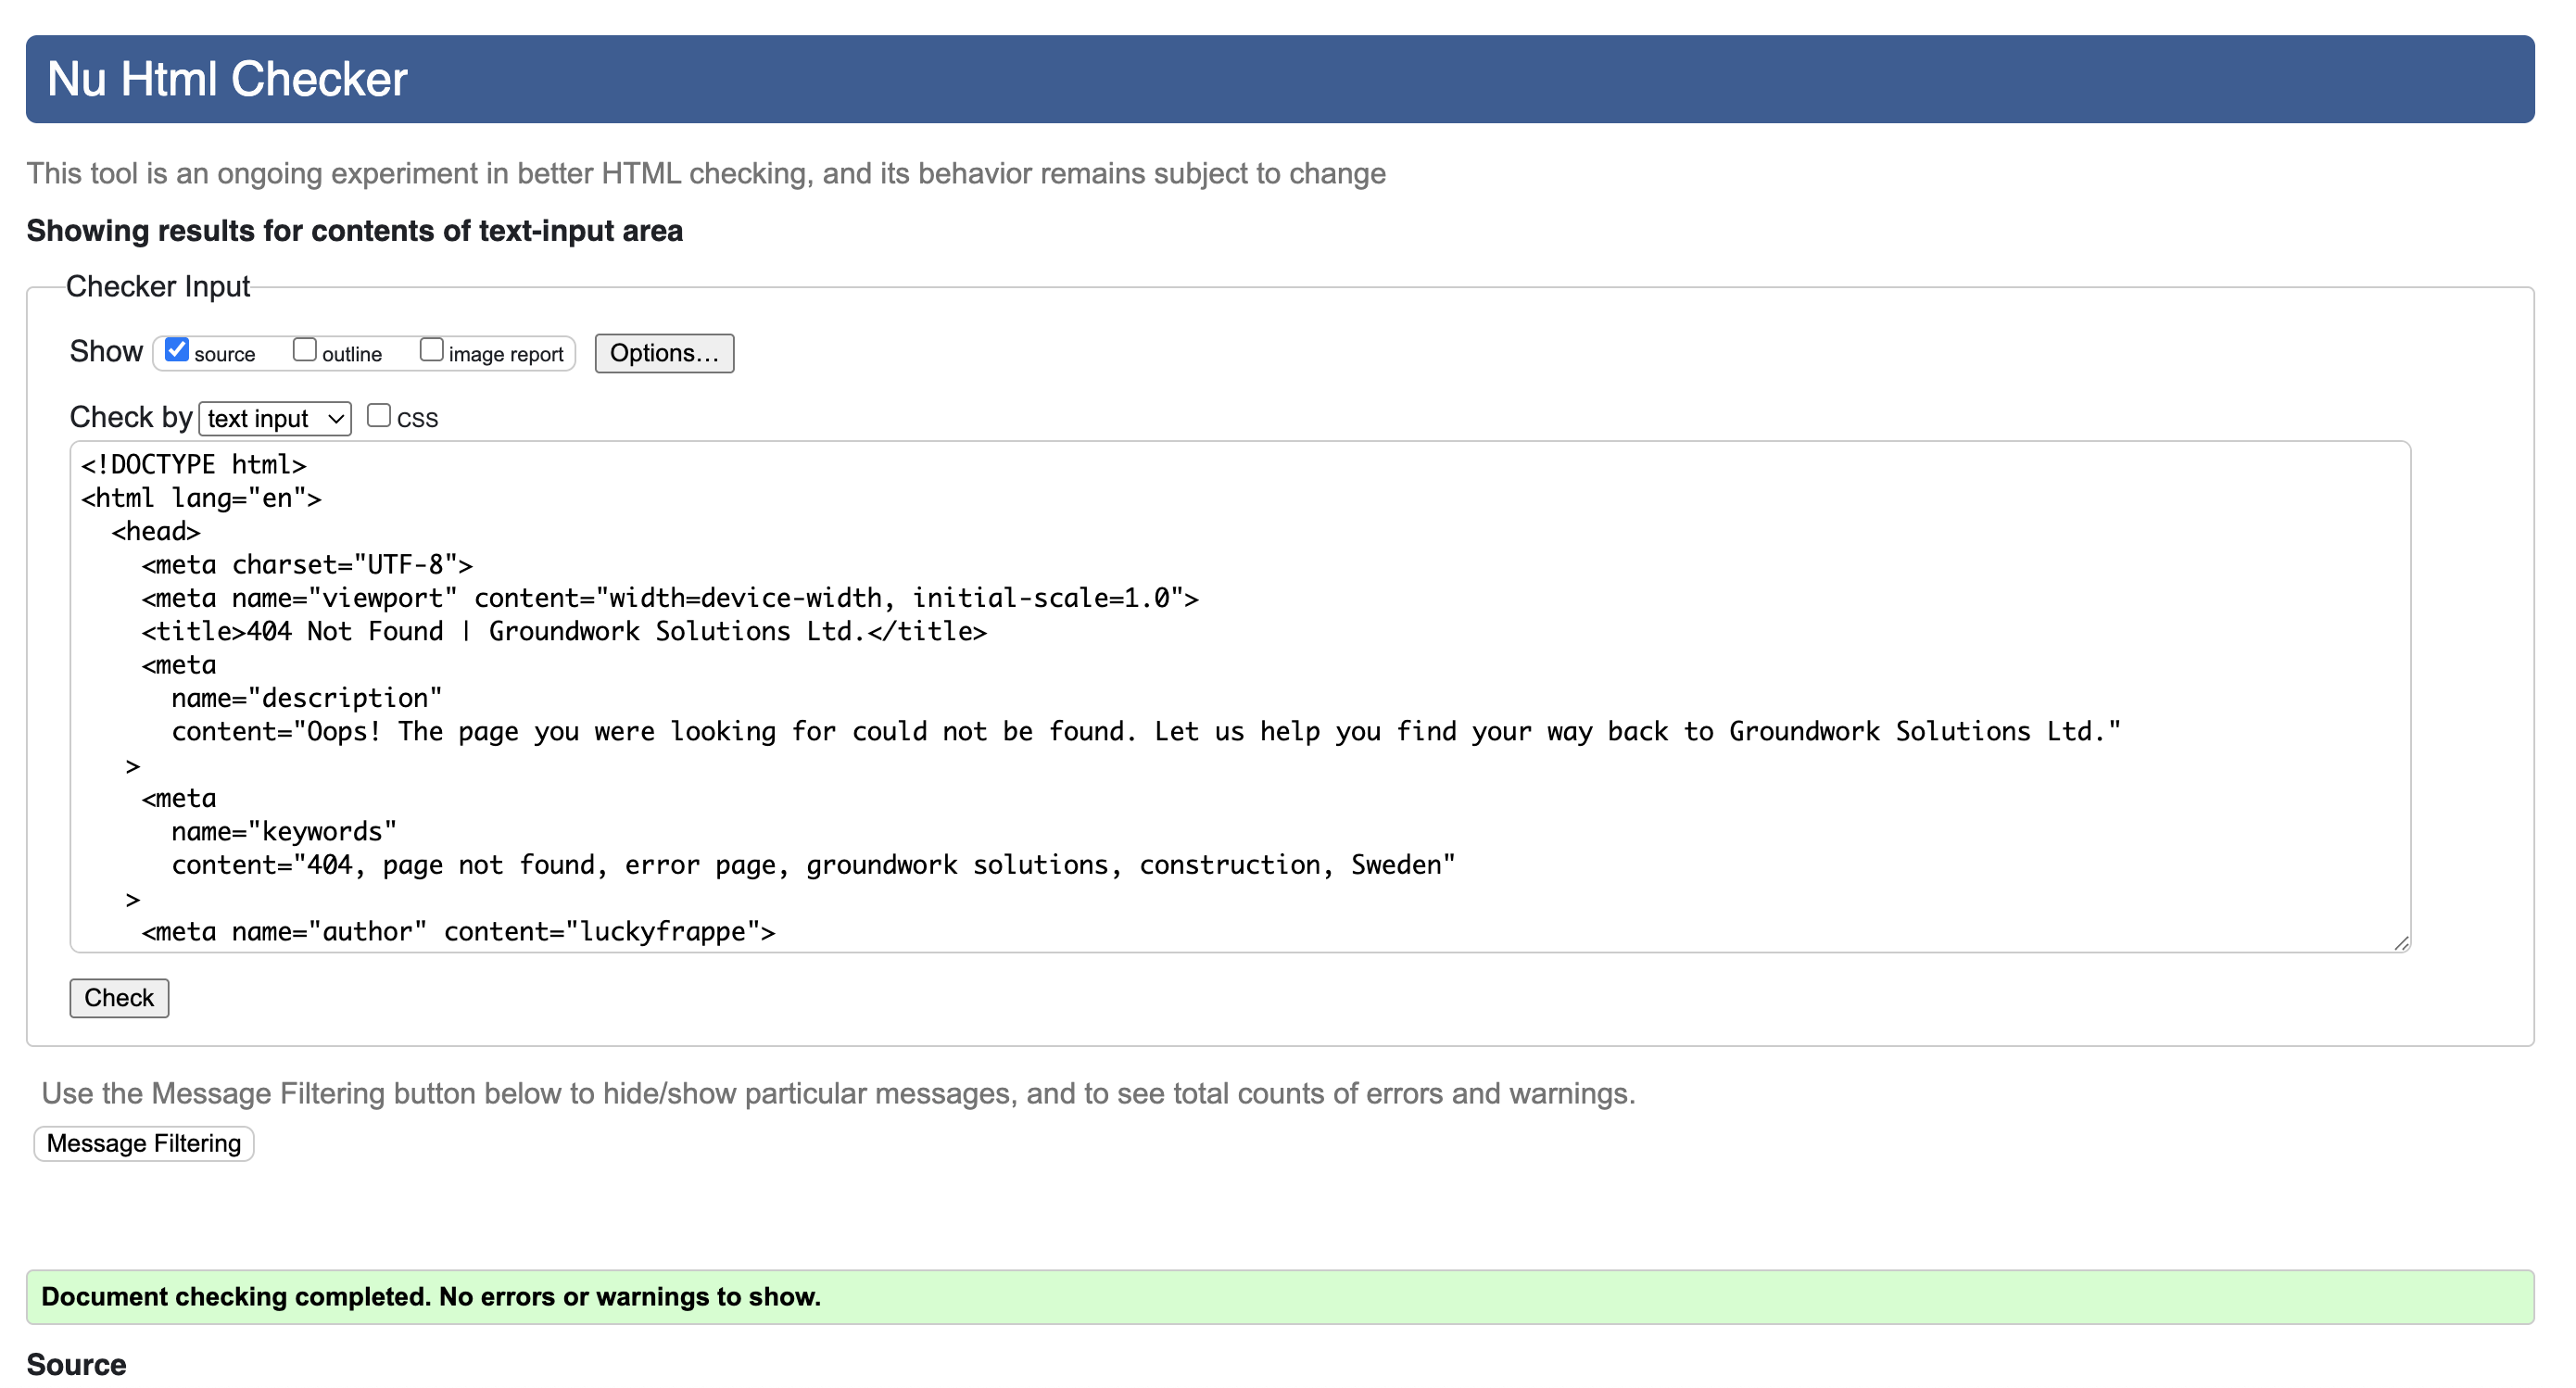 Nu Html Checker
This tool is an ongoing experiment in better HTML checking, and its behavior remains subject to change
Showing results for contents of text-input area
Checker Input
Show source outline image report Options...
Check by text input CSS
<!DOCTYPE html>
<html lang="en">
  <head>
    <meta charset="UTF-8">
    <meta name="viewport" content="width=device-width, initial-scale=1.0">
    <title>404 Not Found | Groundwork Solutions Ltd.</title>
    <meta
      name="description"
      content="Oops! The page you were looking for could not be found. Let us help you find your way back to Groundwork Solutions Ltd."
   >
    <meta
      name="keywords"
      content="404, page not found, error page, groundwork solutions, construction, Sweden"
   >
    <meta name="author" content="luckyfrappe">
Check
Use the Message Filtering button below to hide/show particular messages, and to see total counts of errors and warnings.
Message Filtering
Document checking completed. No errors or warnings to show.
Source